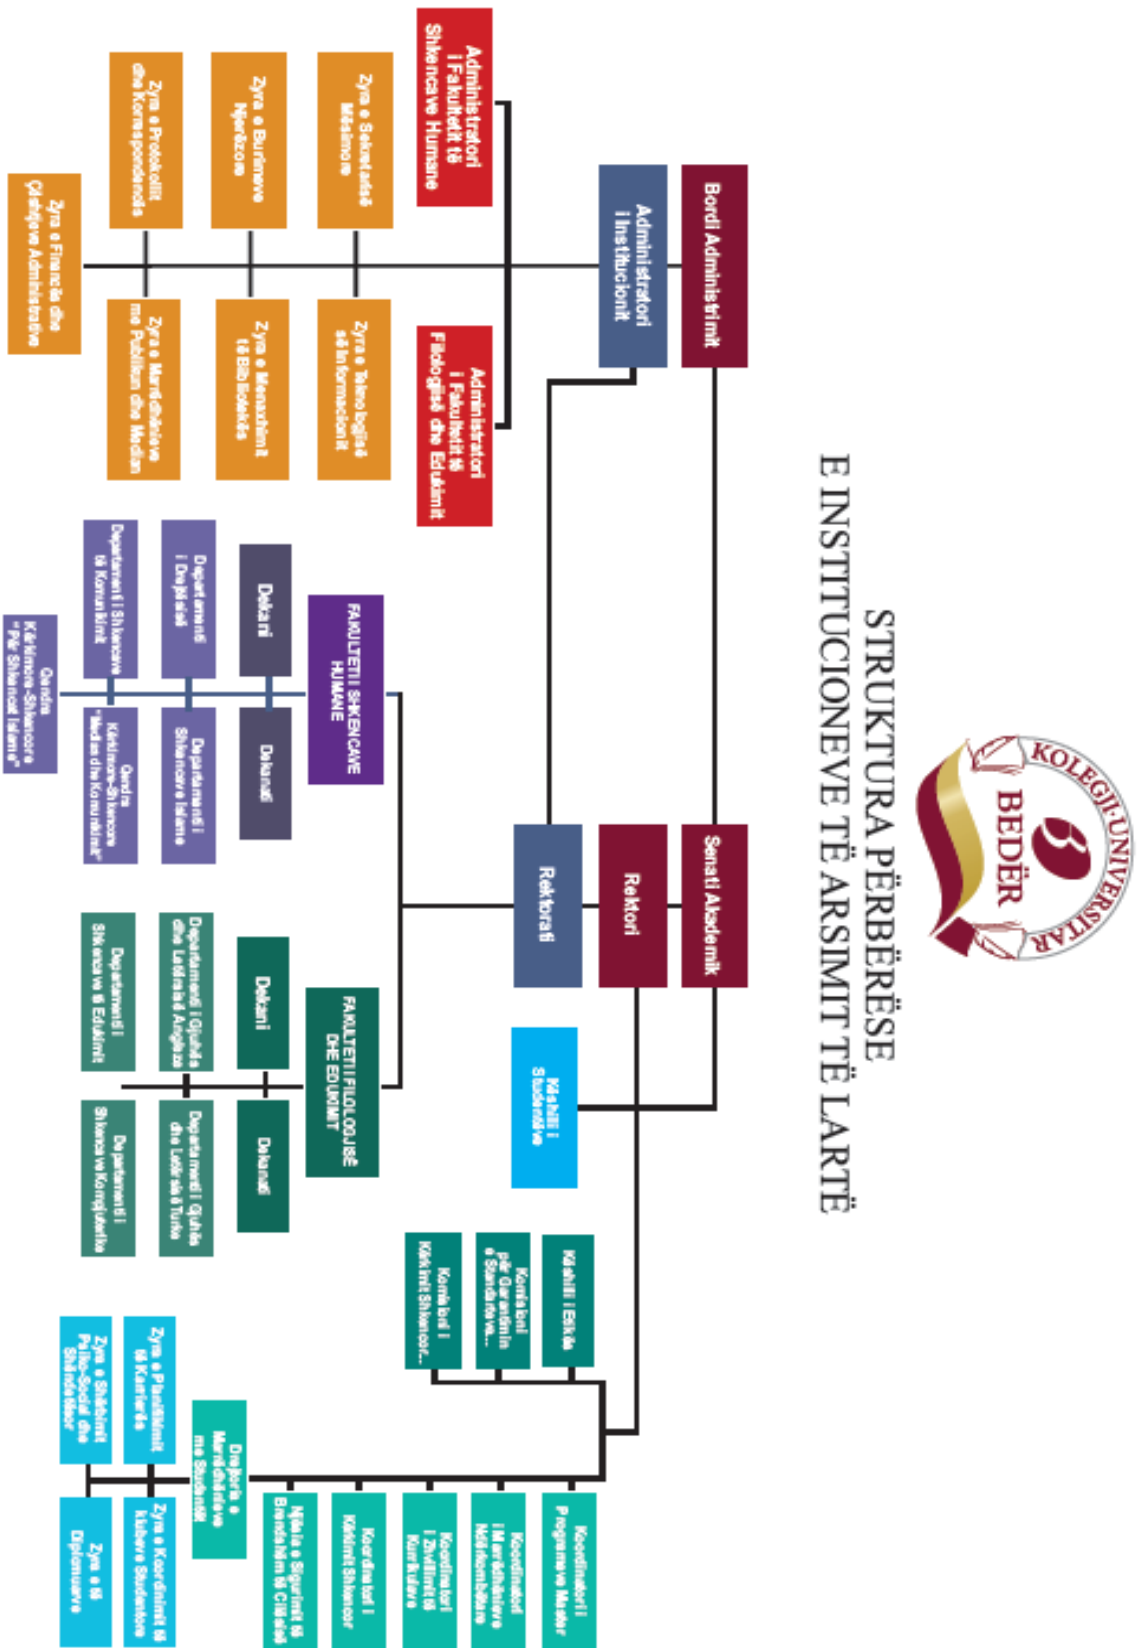 KOLEGJI·UNIVERSITAR
BEDËR
STRUKTURA PËRBËRËSE
E INSTITUCIONEVE TË ARSIMIT TË LARTË
Bordi Administrimit
Senati Akademik
Administratori
i Institucionit
Rektori
Rektorati
Këshilli i
Studentëve
Administratori
i Fakultetit të
Shkencave Humane
Administratori
i Fakultetit të
Filologjisë dhe Edukimit
Zyra e Sekretarisë
Mësimore
Zyra e Teknologjisë
së Informacionit
Zyra e Burimeve
Njerëzore
Zyra e Menaxhimit
të Bibliotekës
Zyra e Protokollit
dhe Korrespondencës
Zyra e Marrëdhënieve
me Publikun dhe Median
Zyra e Financës dhe
Çështjeve Administrative
FAKULTETI I SHKENCAVE
HUMANE
Dekani
Dekanati
Departamenti
i Drejtësisë
Departamenti i
Shkencave Islame
Departamenti i Shkencave
të Komunikimit
Qendra
Kërkimore-Shkencore
"Media dhe Komunikimit"
Qendra
Kërkimore-Shkencore
"Për Shkencat Islame"
FAKULTETI I FILOLOGJISË
DHE EDUKIMIT
Dekani
Dekanati
Departamenti i Gjuhës
dhe Letërsisë Angleze
Departamenti i Gjuhës
dhe Letërsisë Turke
Departamenti i
Shkencave të Edukimit
Departamenti i
Shkencave Kompjuterike
Këshilli i Etikës
Komisioni
për Garantimin
e Standarteve...
Komisioni i
Kërkimit Shkencor...
Koordinatori i
Programeve Master
Koordinatori
i Marrëdhënieve
Ndërkombëtare
Koordinatori
i Zhvillimit të
Kurrikulave
Koordinatori i
Kërkimit Shkencor
Njësia e Sigurimit të
Brendshëm të Cilësisë
Drejtoria e
Marrëdhënieve
me Studentët
Zyra e Planifikimit
të Karrierës
Zyra e Koordinimit të
klubeve Studentore
Zyra e Shërbimit
Psiko-Social dhe
Shëndetësor
Zyra e të
Diplomuarve